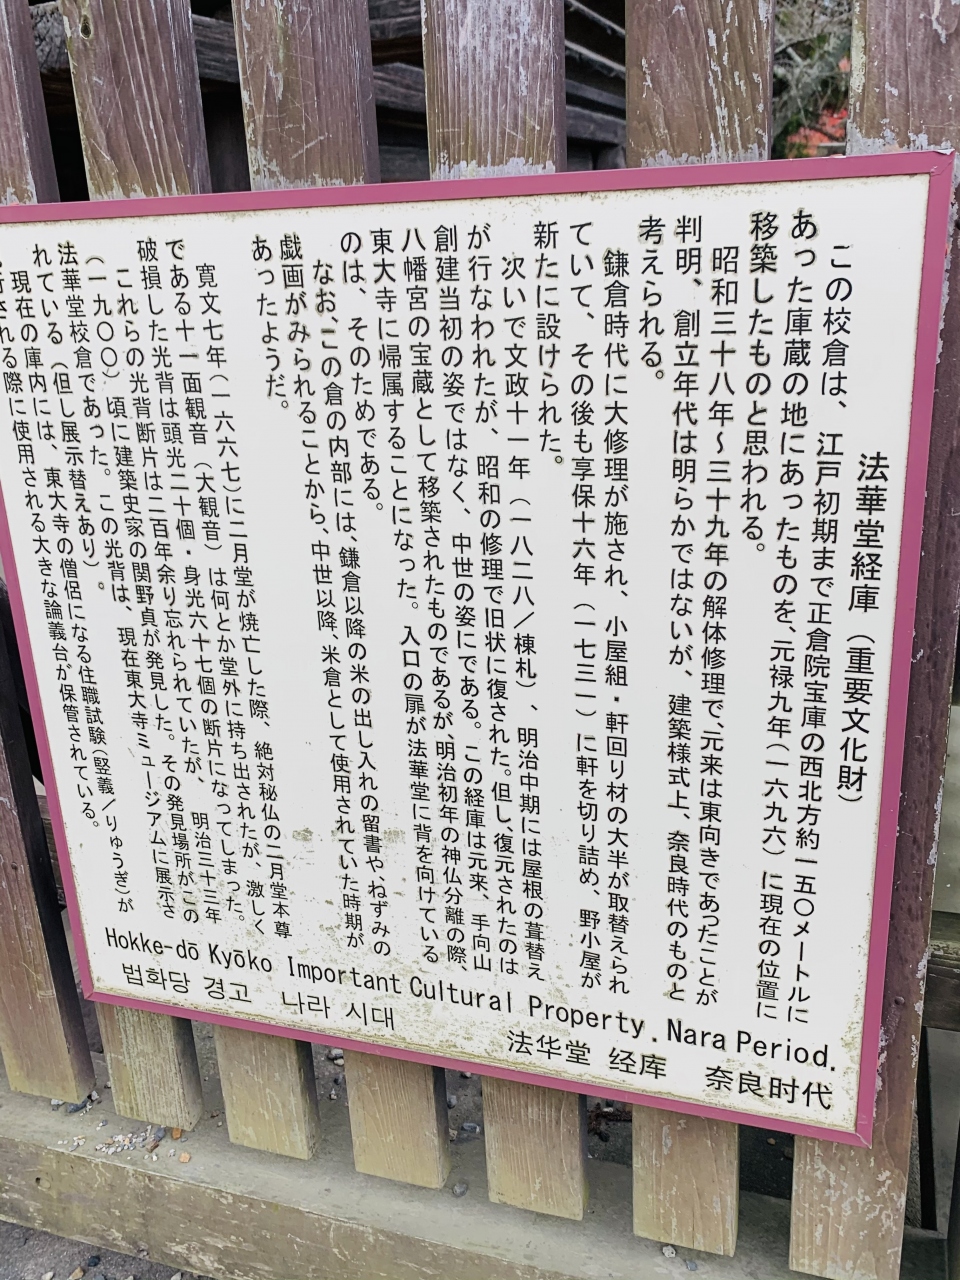 法華堂経庫（重要文化財）
この校倉は、江戸初期まで正倉院宝庫の西北方約一五〇メートルに
あった庫蔵の地にあったものを、元禄九年（一六九六）に現在の位置に
移築したものと思われる。
昭和三十八年～三十九年の解体修理で、元来は東向きであったことが
判明、創立年代は明らかではないが、建築様式上、奈良時代のものと
考えられる。
鎌倉時代に大修理が施され、小屋組・軒回り材の大半が取替えられ
ていて、その後も享保十六年（一七三一）に軒を切り詰め、野小屋が
新たに設けられた。
次いで文政十一年（一八二八／棟札）、明治中期には屋根の葺替え
が行なわれたが、昭和の修理で旧状に復された。但し、復元されたのは
創建当初の姿ではなく、中世の姿にである。この経庫は元来、手向山
八幡宮の宝蔵として移築されたものであるが、明治初年の神仏分離の際、
東大寺に帰属することになった。入口の扉が法華堂に背を向けている
のは、そのためである。
なお、この倉の内部には、鎌倉以降の米の出し入れの留書や、ねずみの
戯画がみられることから、中世以降、米倉として使用されていた時期が
あったようだ。
寛文七年（一六六七）に二月堂が焼亡した際、絶対秘仏の二月堂本尊
である十一面観音（大観音）は何とか堂外に持ち出されたが、激しく
破損した光背は頭光二十個・身光六十七個の断片になってしまった。
これらの光背断片は二百年余り忘れられていたが、明治三十三年
（一九〇〇）頃に建築史家の関野貞が発見した。その発見場所がこの
法華堂校倉であった。この光背は、現在東大寺ミュージアムに展示さ
れている（但し展示替えあり）。
現在の庫内には、東大寺の僧侶になる住職試験（竪義／りゅうぎ）が
される際に使用される大きな論義台が保管されている。
Hokke-dō Kyōko Important Cultural Property. Nara Period.
법화당 경고 나라 시대
法华堂 经库 奈良时代